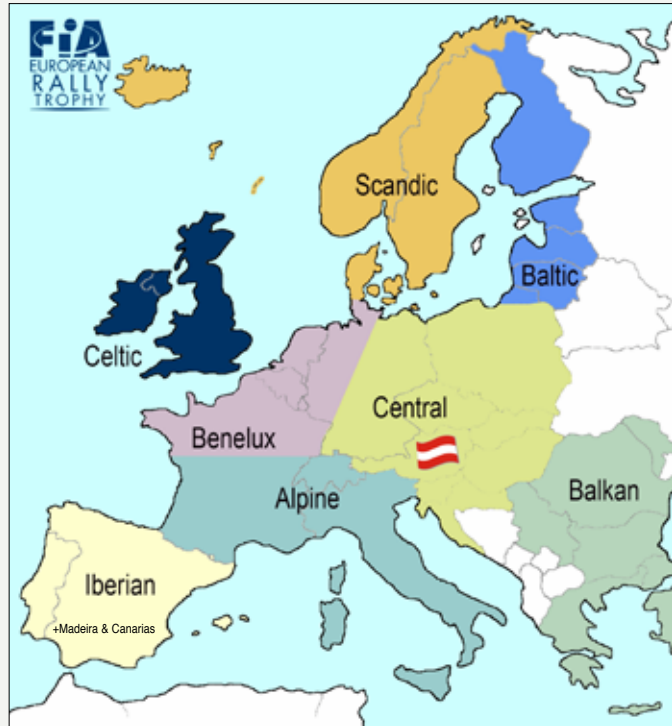 FiA
EUROPEAN
RALLY
TROPHY
Scandic
Baltic
Celtic
Central
Benelux
Alpine
Balkan
Iberian
+Madeira & Canarias